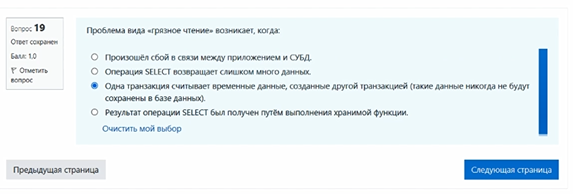 Вопрос 19
Ответ сохранен
Балл: 1,0
Отметить вопрос
Проблема вида «грязное чтение» возникает, когда:
Произошёл сбой в связи между приложением и СУБД.
Операция SELECT возвращает слишком много данных.
Одна транзакция считывает временные данные, созданные другой транзакцией (такие данные никогда не будут
сохранены в базе данных).
Результат операции SELECT был получен путём выполнения хранимой функции.
Очистить мой выбор
Предыдущая страница
Следующая страница